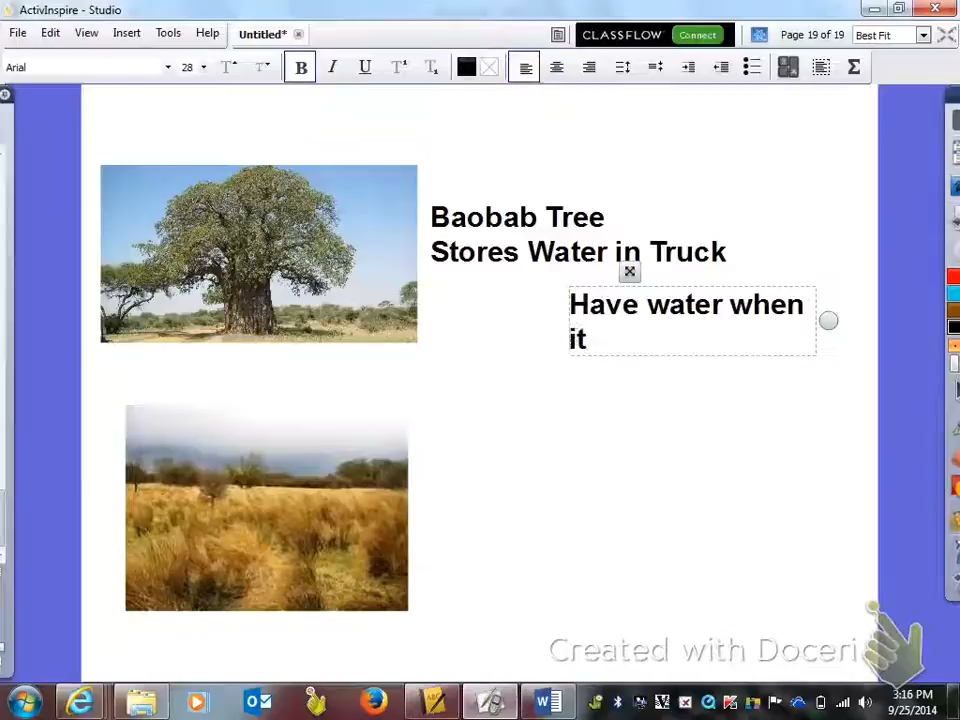 ActivInspire - Studio
File Edit View Insert Tools Help Untitled* CLASSFLOW Connect Page 19 of 19 Best Fit
Arial 28 B I U T T Σ
Baobab Tree
Stores Water in Truck
Have water when
it
Created with Doceri
3:16 PM
9/25/2014